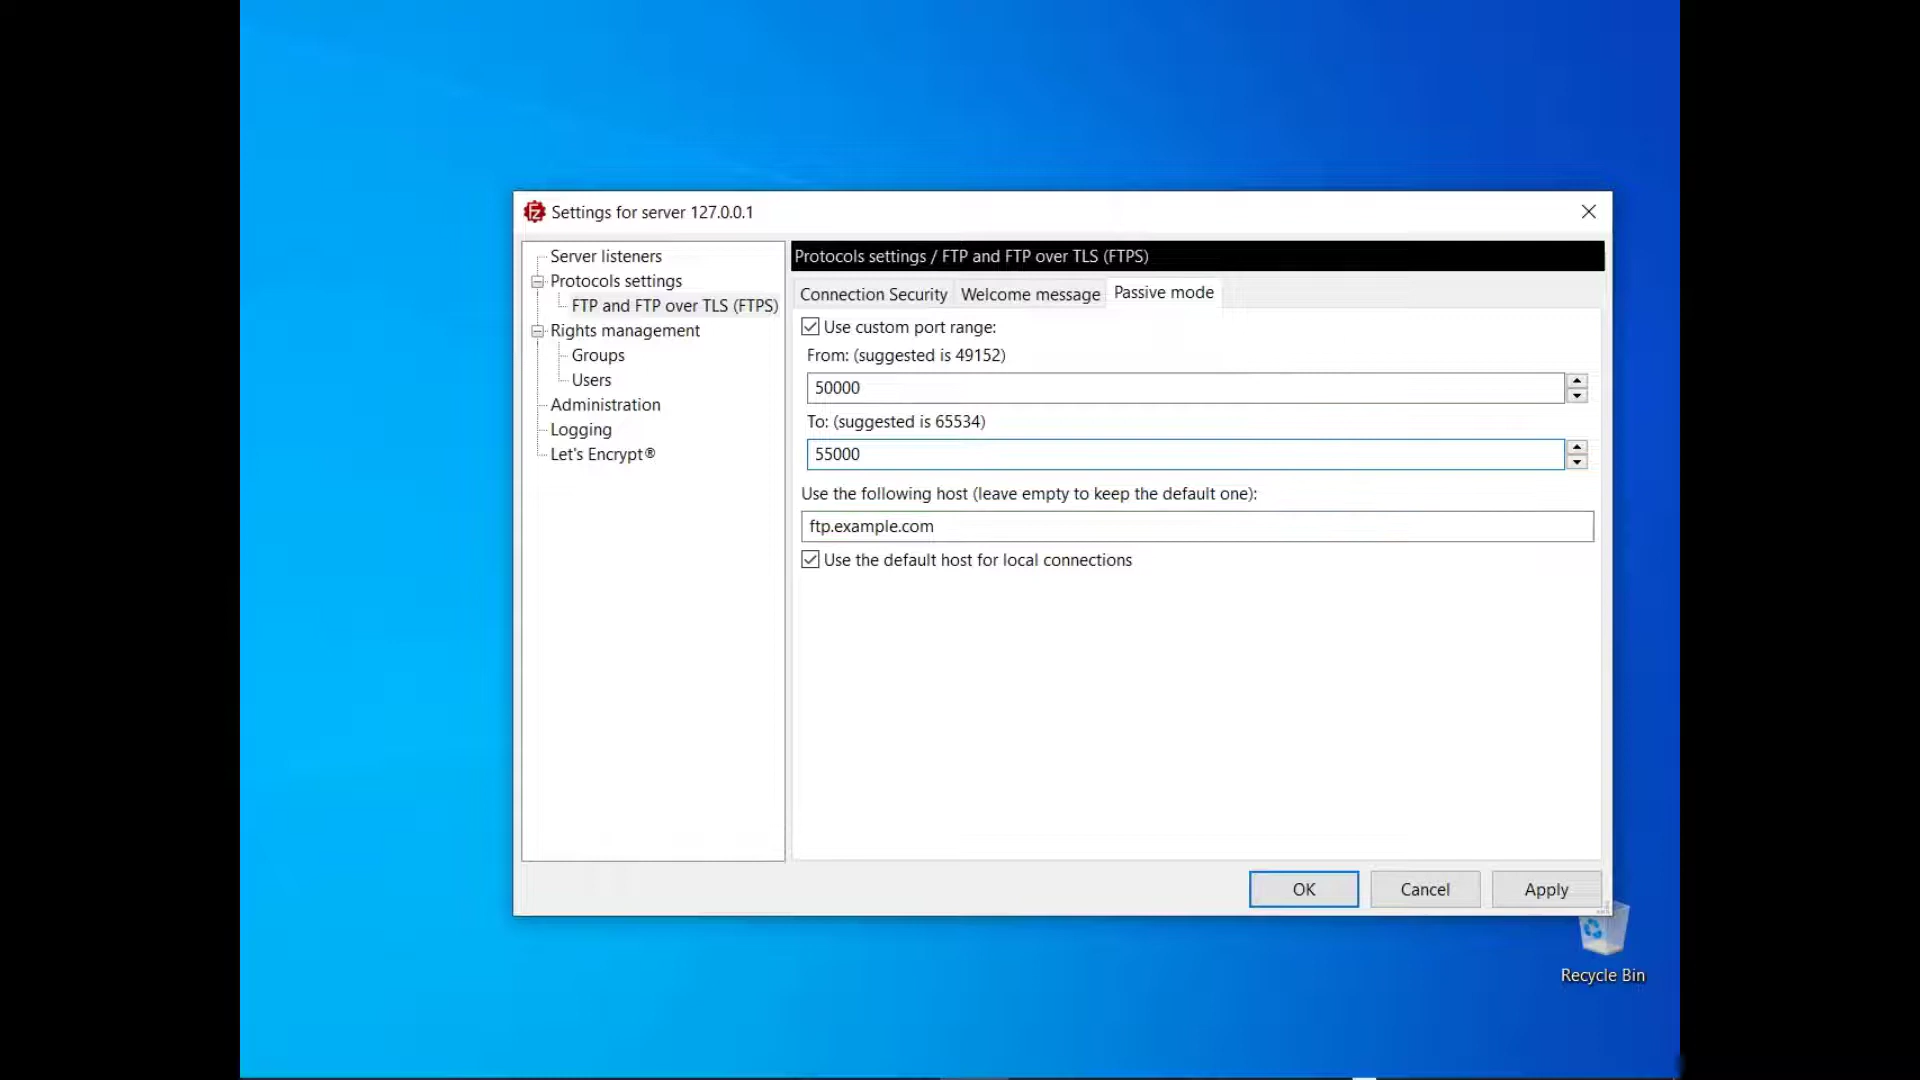 Settings for server 127.0.0.1
Server listeners
Protocols settings
FTP and FTP over TLS (FTPS)
Rights management
Groups
Users
Administration
Logging
Let's Encrypt®
Protocols settings / FTP and FTP over TLS (FTPS)
Connection Security Welcome message Passive mode
Use custom port range:
From: (suggested is 49152)
50000
To: (suggested is 65534)
55000
Use the following host (leave empty to keep the default one):
ftp.example.com
Use the default host for local connections
OK Cancel Apply
Recycle Bin